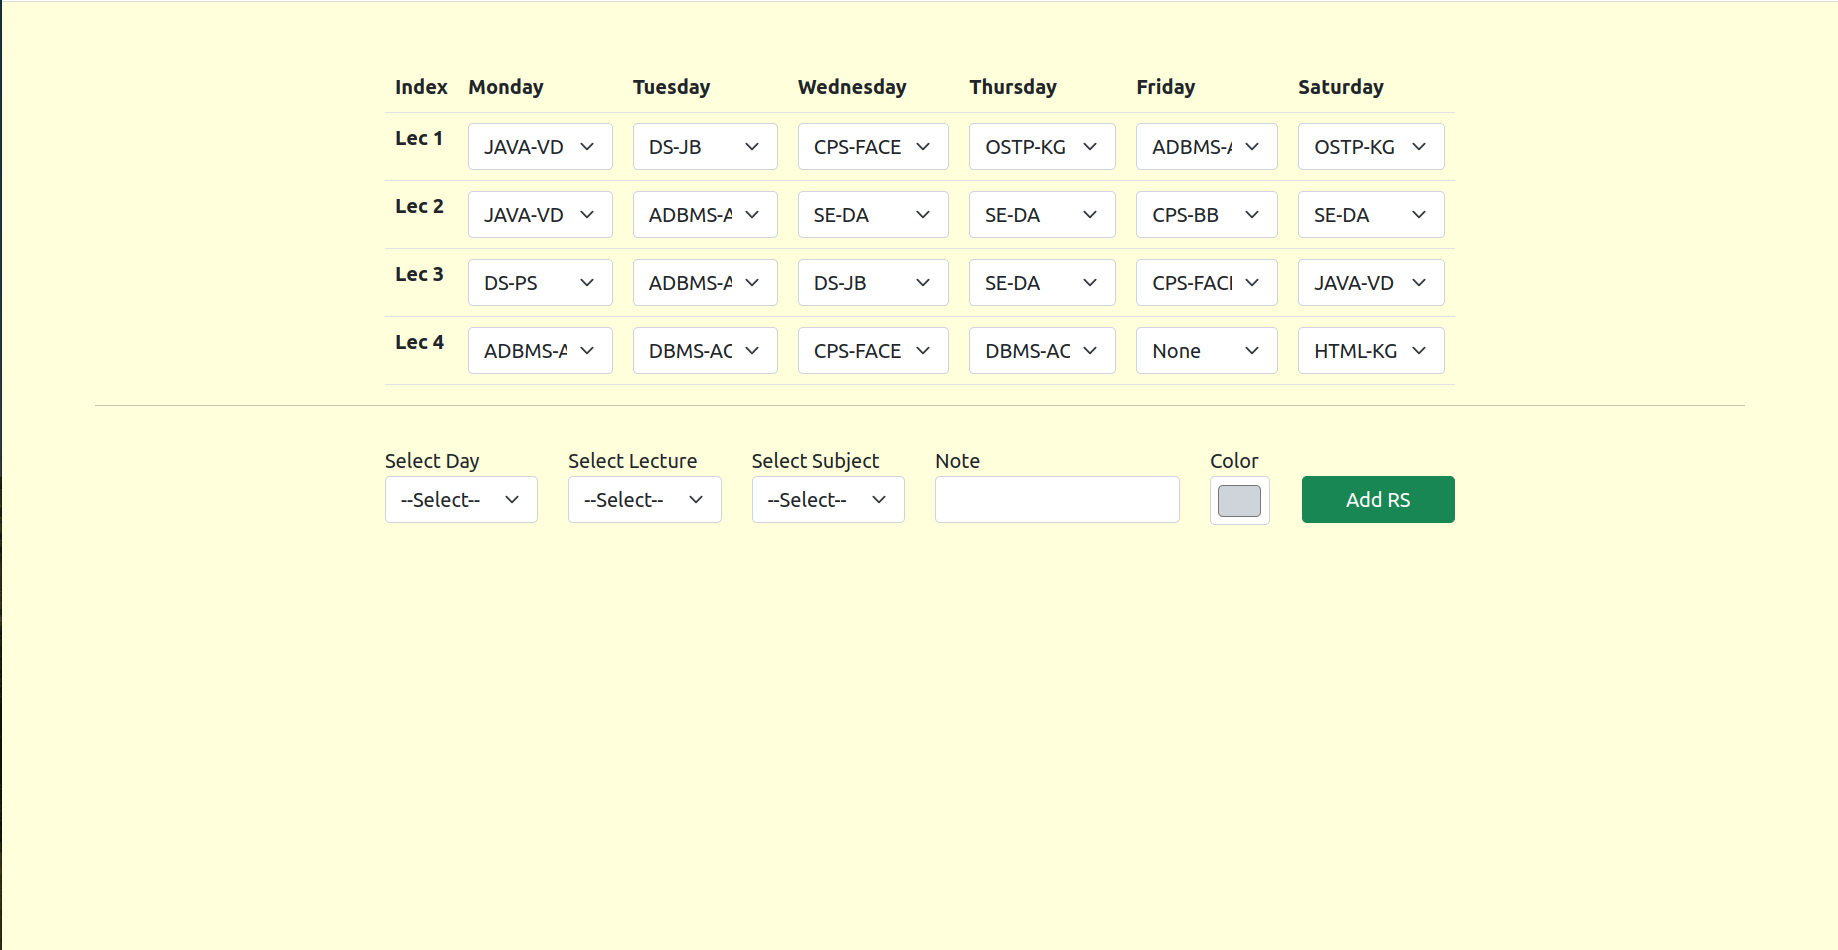 Index Monday Tuesday Wednesday Thursday Friday Saturday
Lec 1 JAVA-VD DS-JB CPS-FACE OSTP-KG ADBMS-A OSTP-KG
Lec 2 JAVA-VD ADBMS-A SE-DA SE-DA CPS-BB SE-DA
Lec 3 DS-PS ADBMS-A DS-JB SE-DA CPS-FACE JAVA-VD
Lec 4 ADBMS-A DBMS-AC CPS-FACE DBMS-AC None HTML-KG
Select Day Select Lecture Select Subject Note Color
--Select-- --Select-- --Select-- Add RS